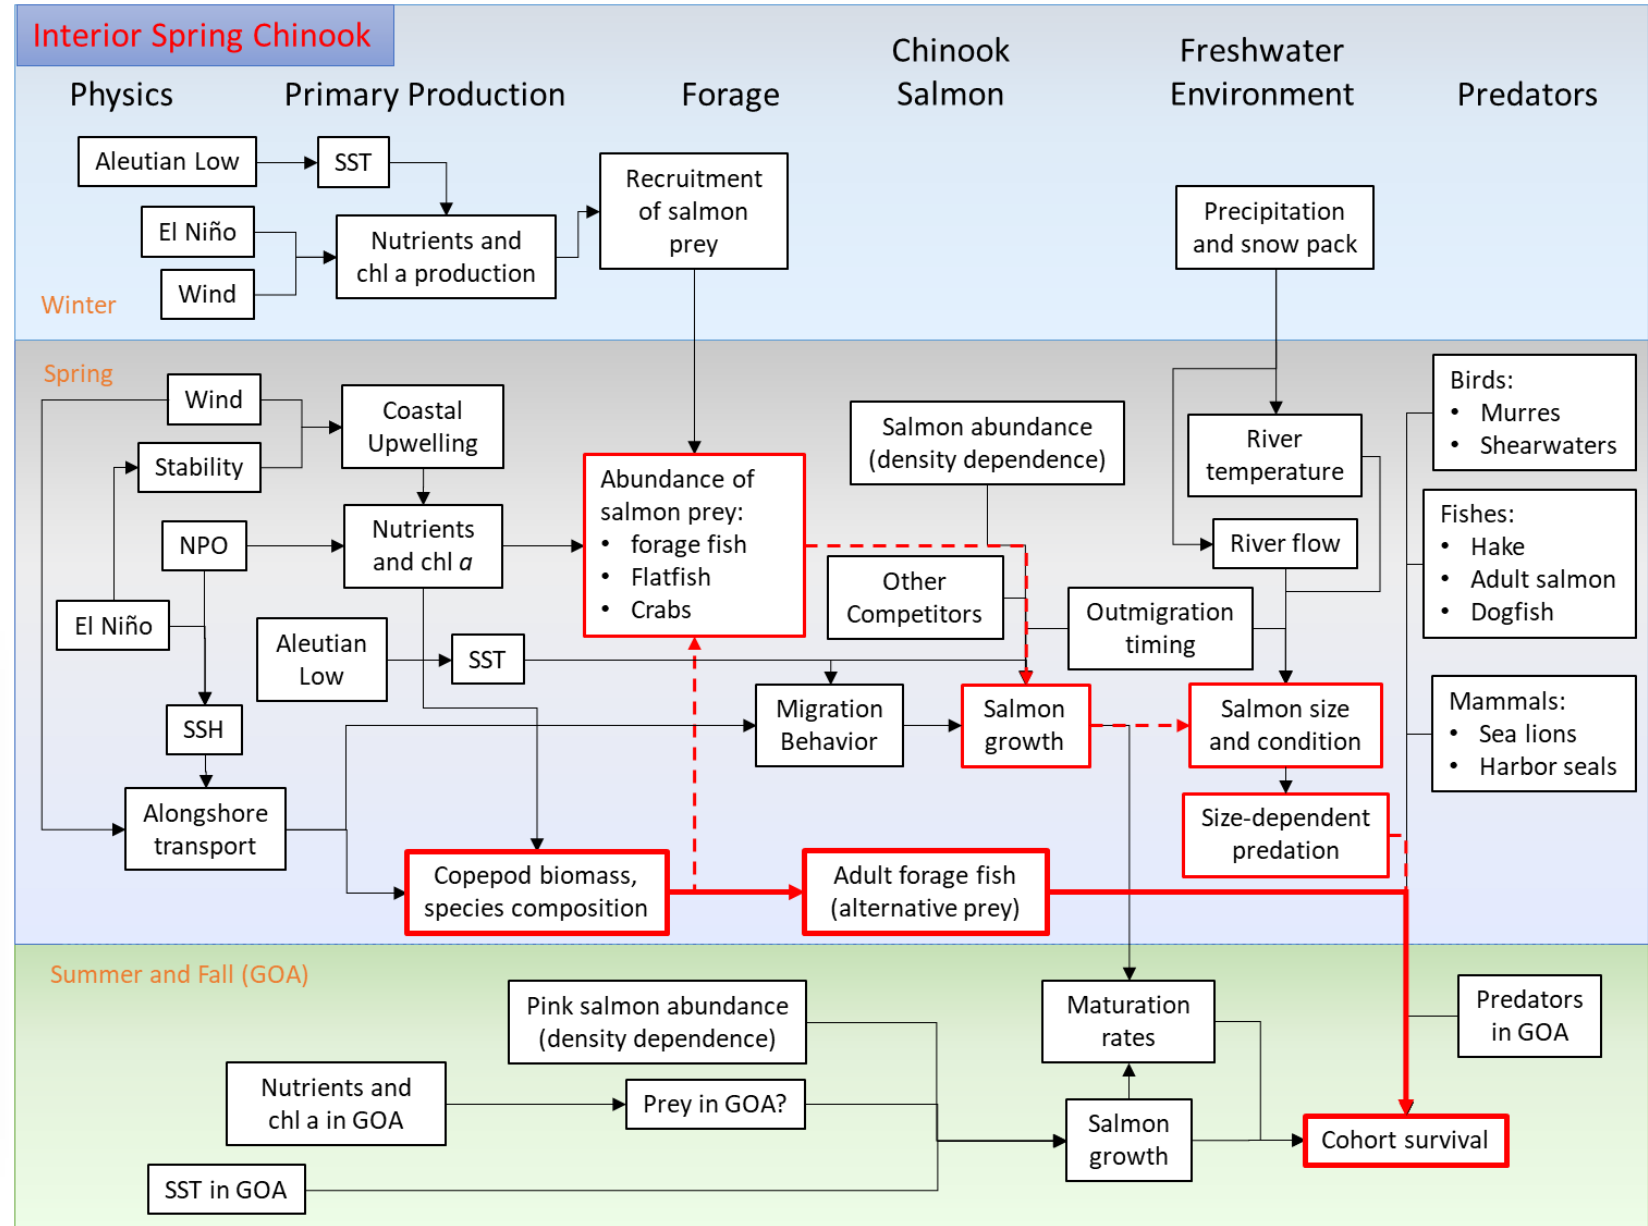 Interior Spring Chinook
Physics
Primary Production
Forage
Chinook
Salmon
Freshwater
Environment
Predators
Aleutian Low
SST
El Niño
Wind
Nutrients and
chl a production
Recruitment
of salmon
prey
Precipitation
and snow pack
Winter
Spring
Wind
Stability
NPO
El Niño
SSH
Alongshore
transport
Coastal
Upwelling
Nutrients
and chl a
Aleutian
Low
SST
Abundance of
salmon prey:
• forage fish
• Flatfish
• Crabs
Salmon abundance
(density dependence)
Other
Competitors
Migration
Behavior
Salmon
growth
River
temperature
River flow
Outmigration
timing
Salmon size
and condition
Size-dependent
predation
Birds:
• Murres
• Shearwaters
Fishes:
• Hake
• Adult salmon
• Dogfish
Mammals:
• Sea lions
• Harbor seals
Copepod biomass,
species composition
Adult forage fish
(alternative prey)
Summer and Fall (GOA)
Pink salmon abundance
(density dependence)
Nutrients and
chl a in GOA
Prey in GOA?
SST in GOA
Maturation
rates
Salmon
growth
Predators
in GOA
Cohort survival